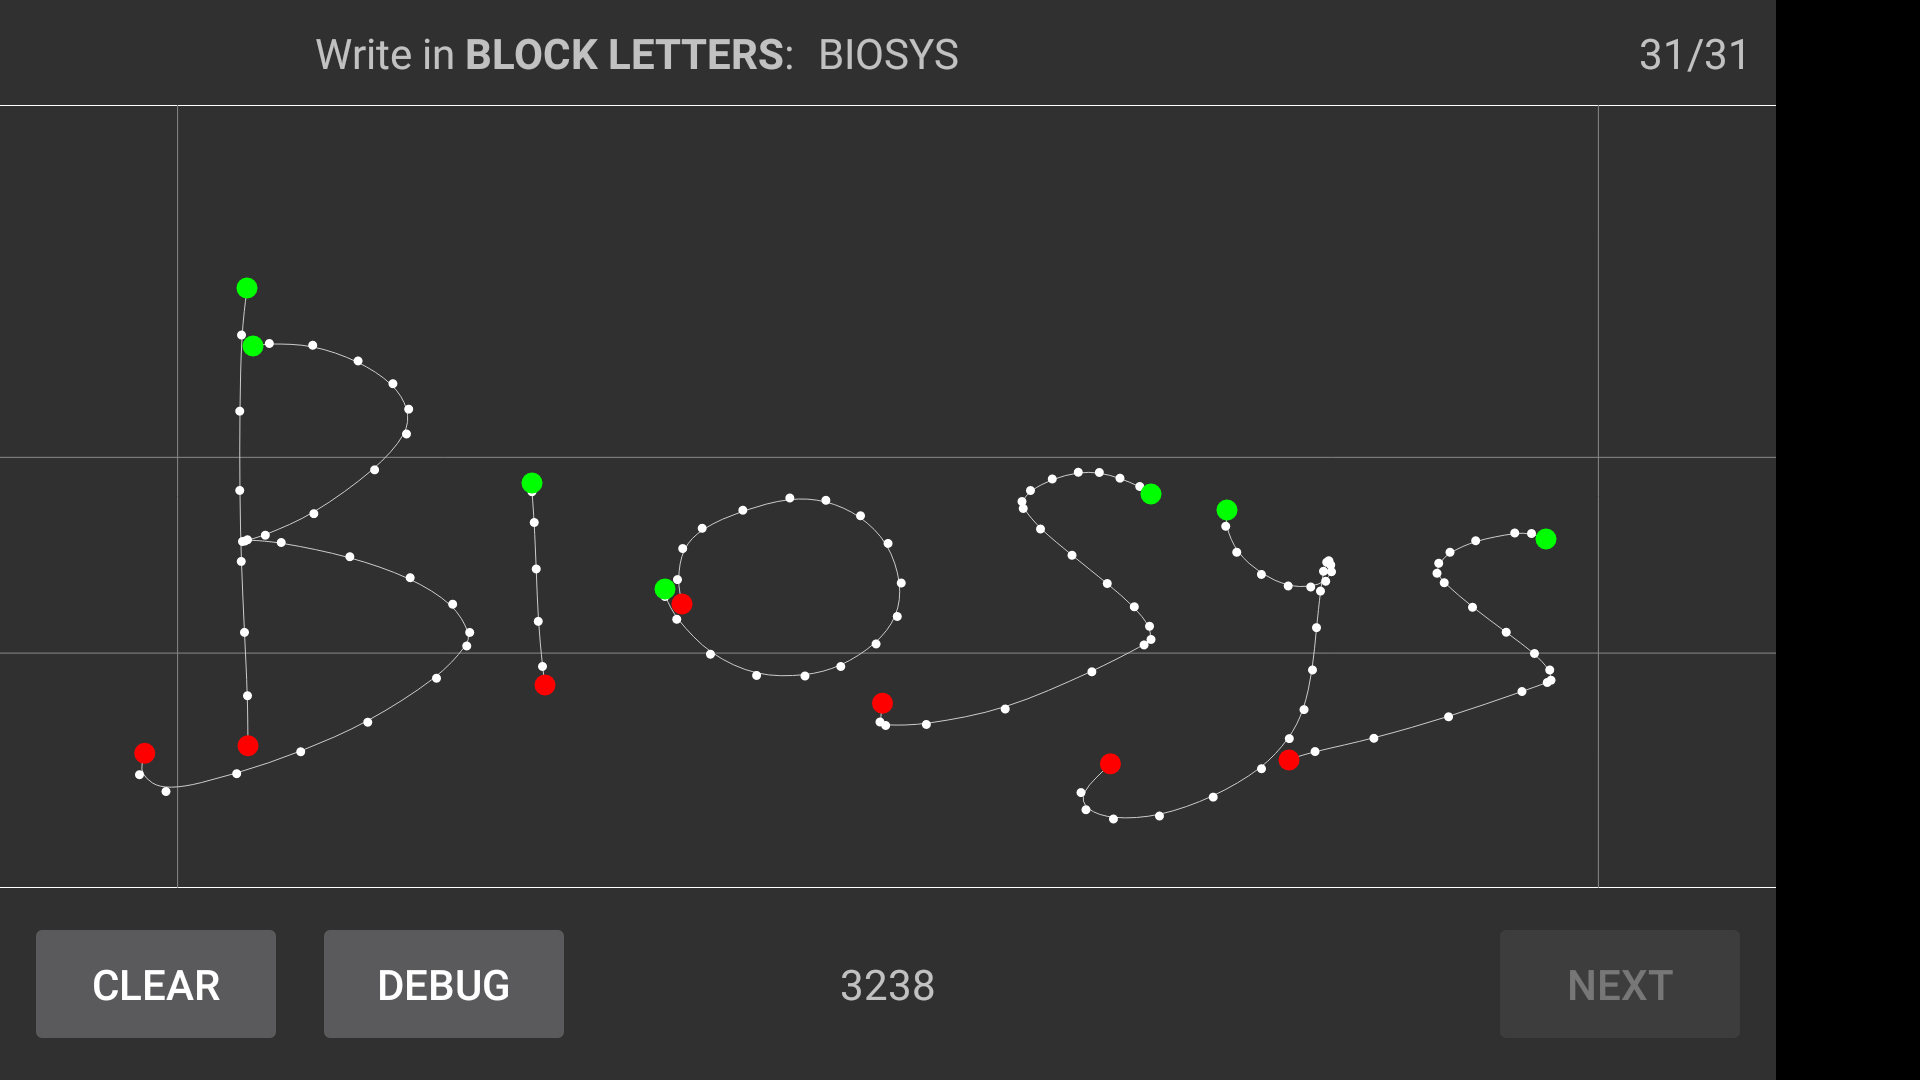 Write in BLOCK LETTERS: BIOSYS 31/31
BIOSYS
CLEAR DEBUG 3238 NEXT